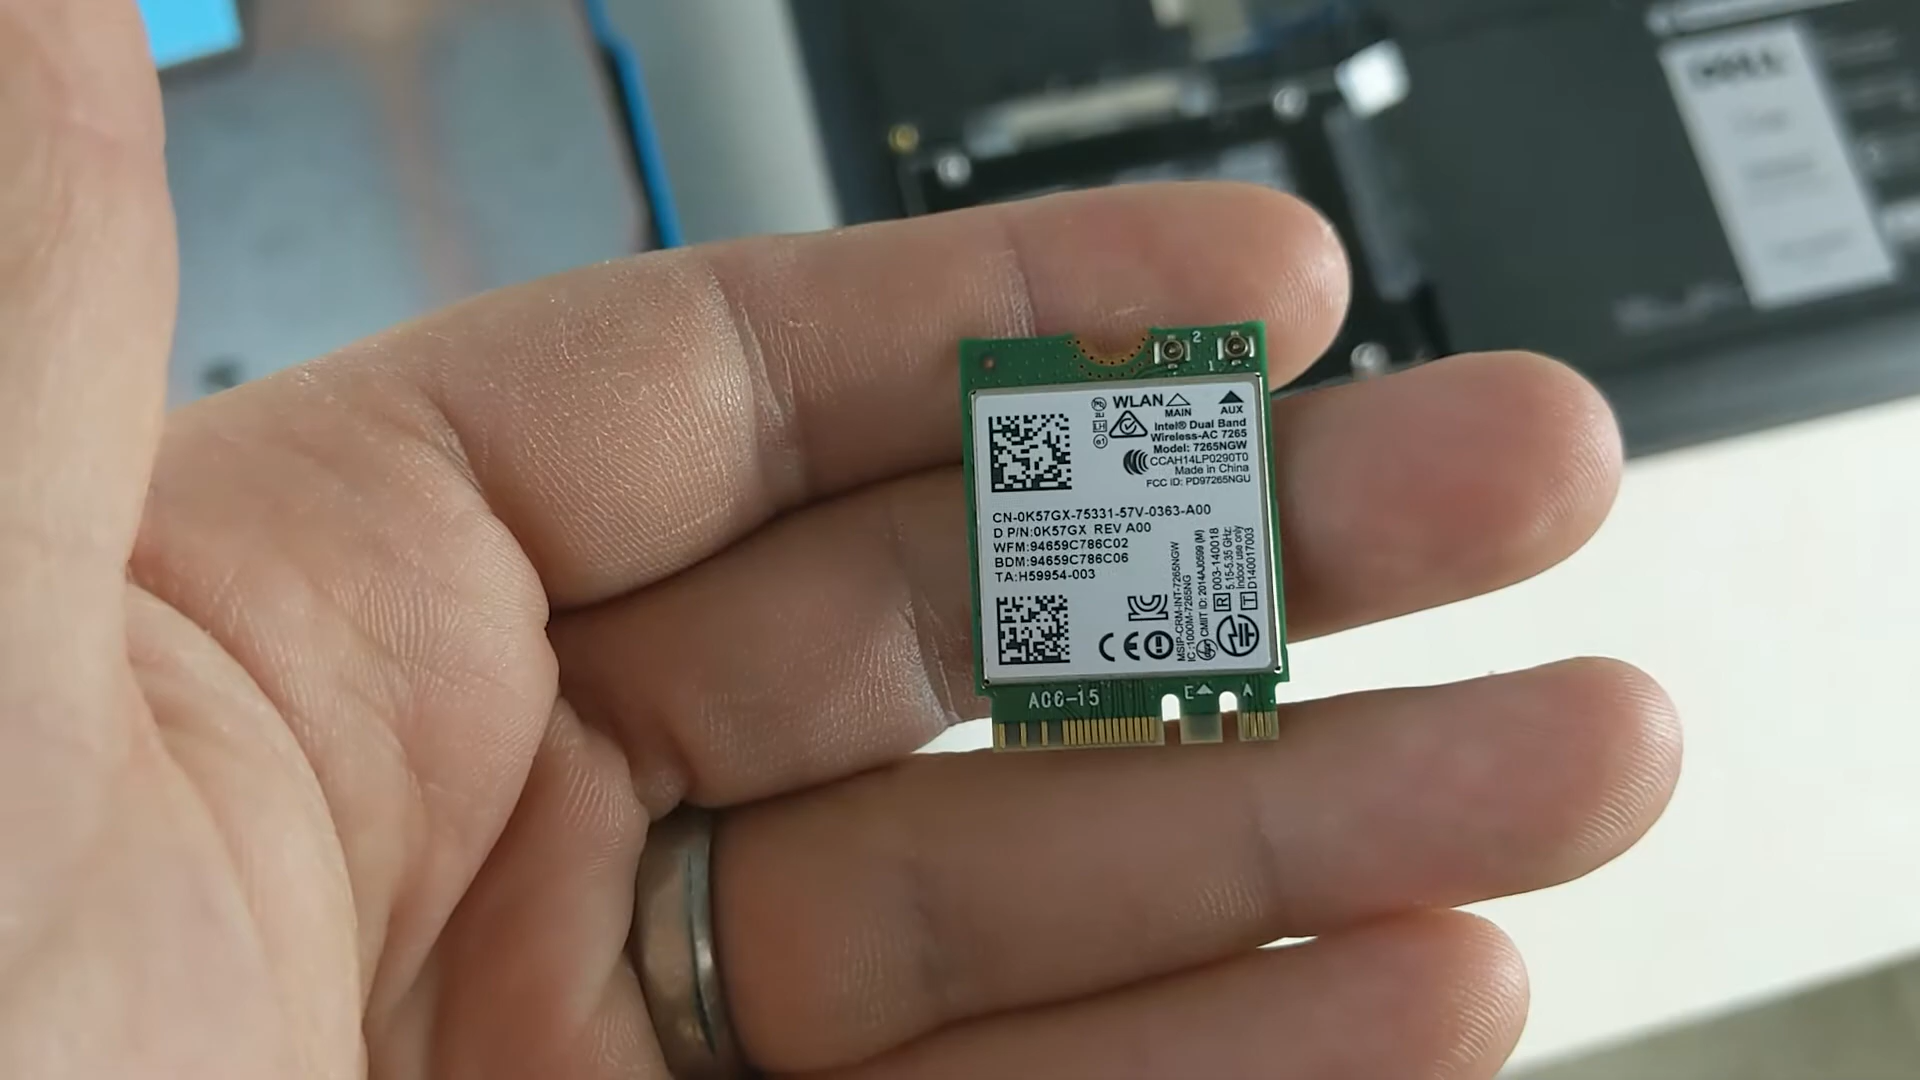 DELL
2
1
WLAN
MAIN
AUX
Intel® Dual Band
Wireless-AC 7265
Model: 7265NGW
CCAH14LP0290T0
Made in China
FCC ID: PD97265NGU
CN-0K57GX-75331-57V-0363-A00
D P/N:0K57GX REV A00
WFM:94659C786C02
BDM:94659C786C06
TA:H59954-003
MSIP-CRM-INT-7265NGW
IC :1000M-7265NG
CMIIT ID: 2014AJ0599 (M)
R 003-140018
5.15-5.35 GHz:
Indoor use only
T D140017003
CE
A06-15
E
A